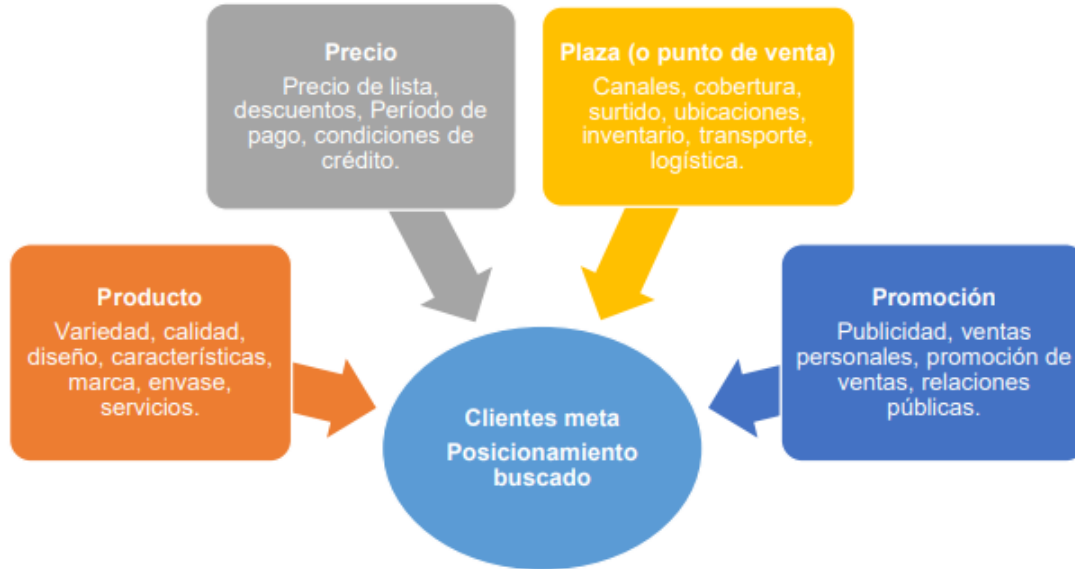 Precio
Precio de lista,
descuentos, Período de
pago, condiciones de
crédito.
Plaza (o punto de venta)
Canales, cobertura,
surtido, ubicaciones,
inventario, transporte,
logística.
Producto
Variedad, calidad,
diseño, características,
marca, envase,
servicios.
Promoción
Publicidad, ventas
personales, promoción de
ventas, relaciones
públicas.
Clientes meta
Posicionamiento
buscado